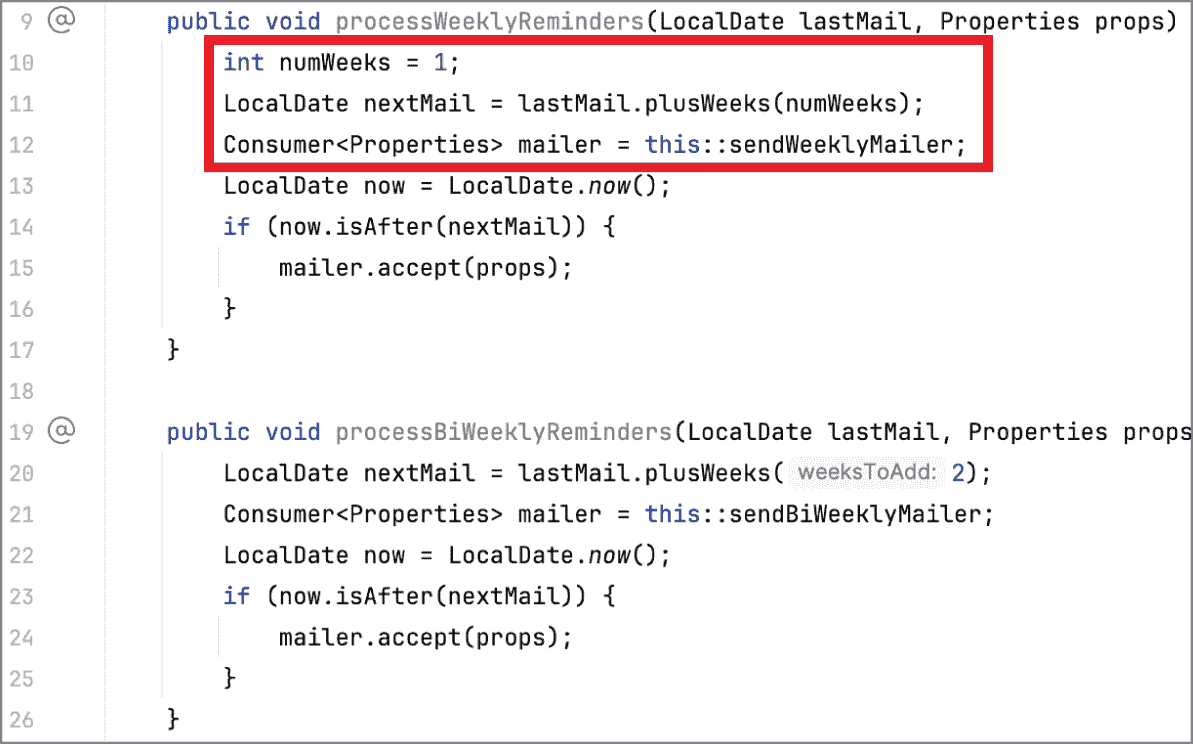 9 @ public void processWeeklyReminders(LocalDate lastMail, Properties props)
10 int numWeeks = 1;
11 LocalDate nextMail = lastMail.plusWeeks(numWeeks);
12 Consumer<Properties> mailer = this::sendWeeklyMailer;
13 LocalDate now = LocalDate.now();
14 if (now.isAfter(nextMail)) {
15 mailer.accept(props);
16 }
17 }
18
19 @ public void processBiWeeklyReminders(LocalDate lastMail, Properties props
20 LocalDate nextMail = lastMail.plusWeeks( weeksToAdd: 2);
21 Consumer<Properties> mailer = this::sendBiWeeklyMailer;
22 LocalDate now = LocalDate.now();
23 if (now.isAfter(nextMail)) {
24 mailer.accept(props);
25 }
26 }